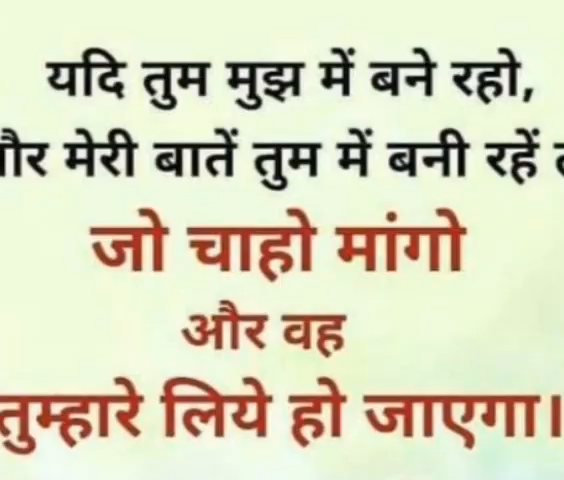 यदि तुम मुझ में बने रहो,
मेरी बातें तुम में बनी रहें
जो चाहो मांगो
और वह
तुम्हारे लिये हो जाएगा।